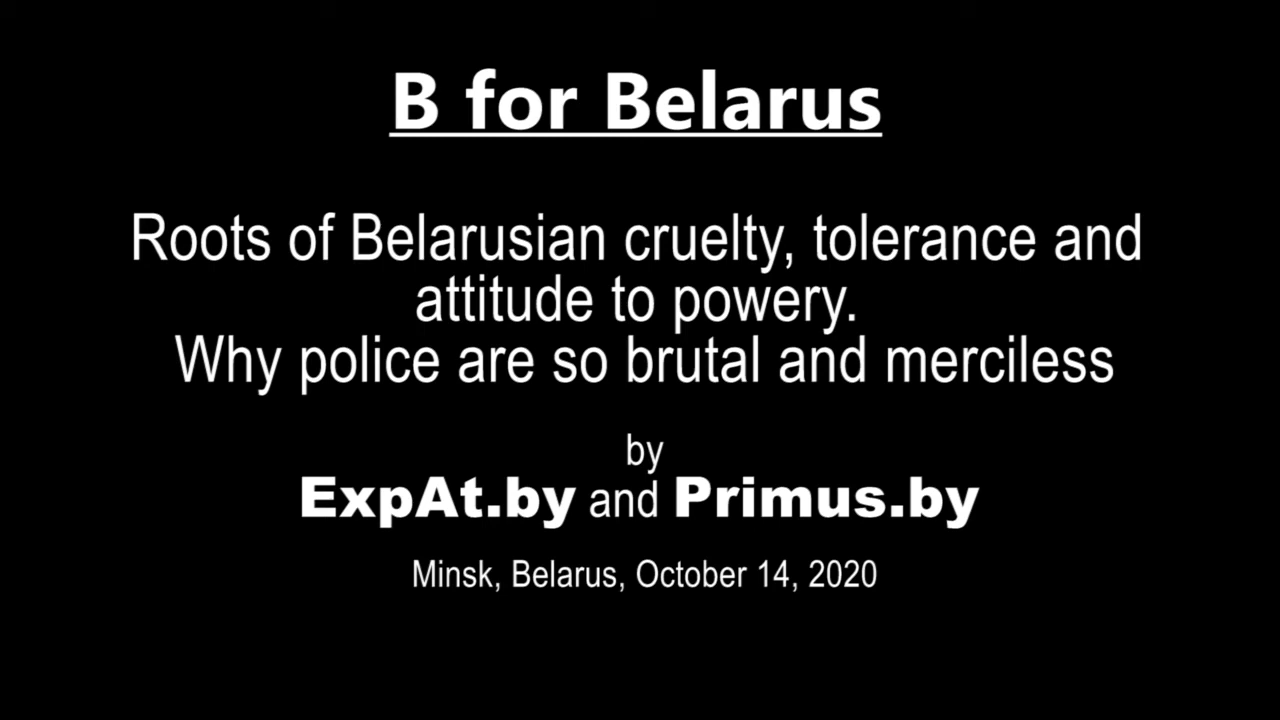 B for Belarus
Roots of Belarusian cruelty, tolerance and
attitude to powery.
Why police are so brutal and merciless
by
ExpAt.by and Primus.by
Minsk, Belarus, October 14, 2020